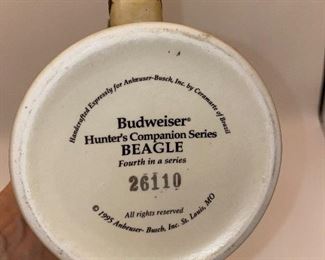 Handcrafted Expressly for Anheuser-Busch, Inc. by Ceramarte of Brazil
Budweiser®
Hunter's Companion Series
BEAGLE
Fourth in a series
26110
All rights reserved
© 1995 Anheuser-Busch, Inc. St. Louis, MO